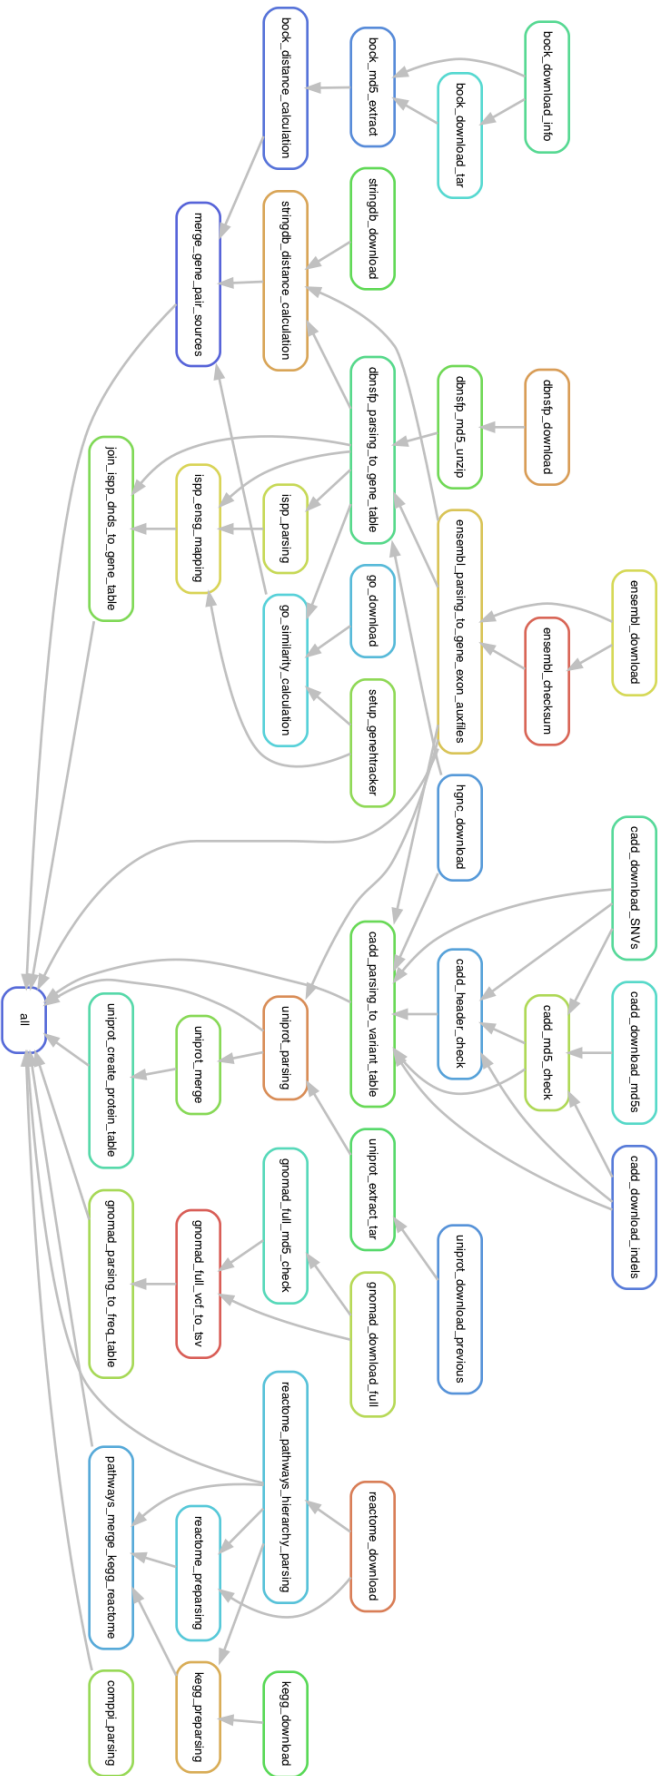 bock_download_info
bock_download_tar
bock_md5_extract
bock_distance_calculation
stringdb_download
stringdb_distance_calculation
merge_gene_pair_sources
dbnsfp_download
dbnsfp_md5_unzip
dbnsfp_parsing_to_gene_table
ispp_parsing
ispp_ensg_mapping
join_ispp_dnds_to_gene_table
ensembl_download
ensembl_checksum
ensembl_parsing_to_gene_exon_auxfiles
go_download
go_similarity_calculation
setup_genehtracker
hgnc_download
cadd_download_SNVs
cadd_download_md5s
cadd_download_indels
cadd_md5_check
cadd_header_check
cadd_parsing_to_variant_table
uniprot_download_previous
uniprot_extract_tar
uniprot_parsing
uniprot_merge
uniprot_create_protein_table
all
gnomad_download_full
gnomad_full_md5_check
gnomad_full_vcf_to_tsv
gnomad_parsing_to_freq_table
reactome_download
reactome_pathways_hierarchy_parsing
reactome_preparsing
pathways_merge_kegg_reactome
kegg_download
kegg_preparsing
comppi_parsing